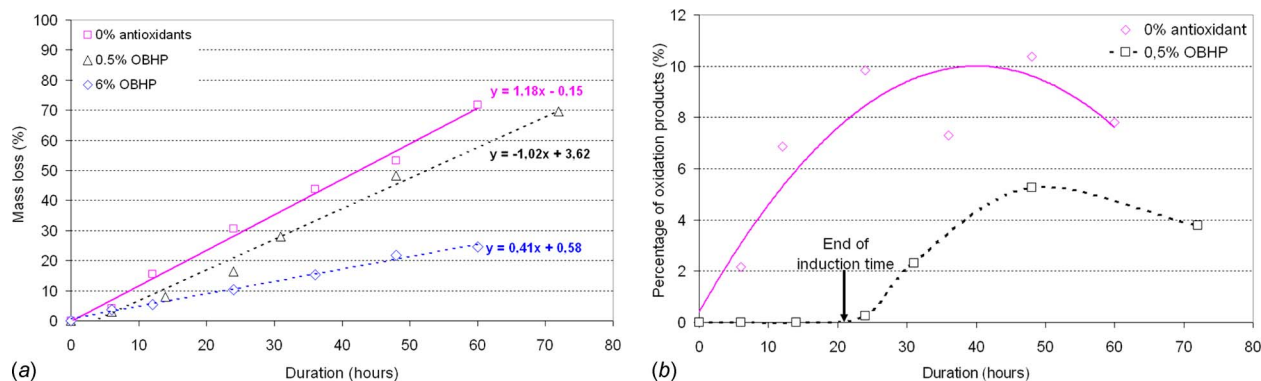 100
90
80
70
60
50
40
30
20
10
0
Mass loss (%)
0% antioxidants
0.5% OBHP
6% OBHP
y = 1,18x - 0,15
y = -1,02x + 3,62
y = 0,41x + 0,58
0 10 20 30 40 50 60 70 80
Duration (hours)
(a)
12
10
8
6
4
2
0
Percentage of oxidation products (%)
0% antioxidant
0,5% OBHP
End of
induction time
0 10 20 30 40 50 60 70 80
Duration (hours)
(b)